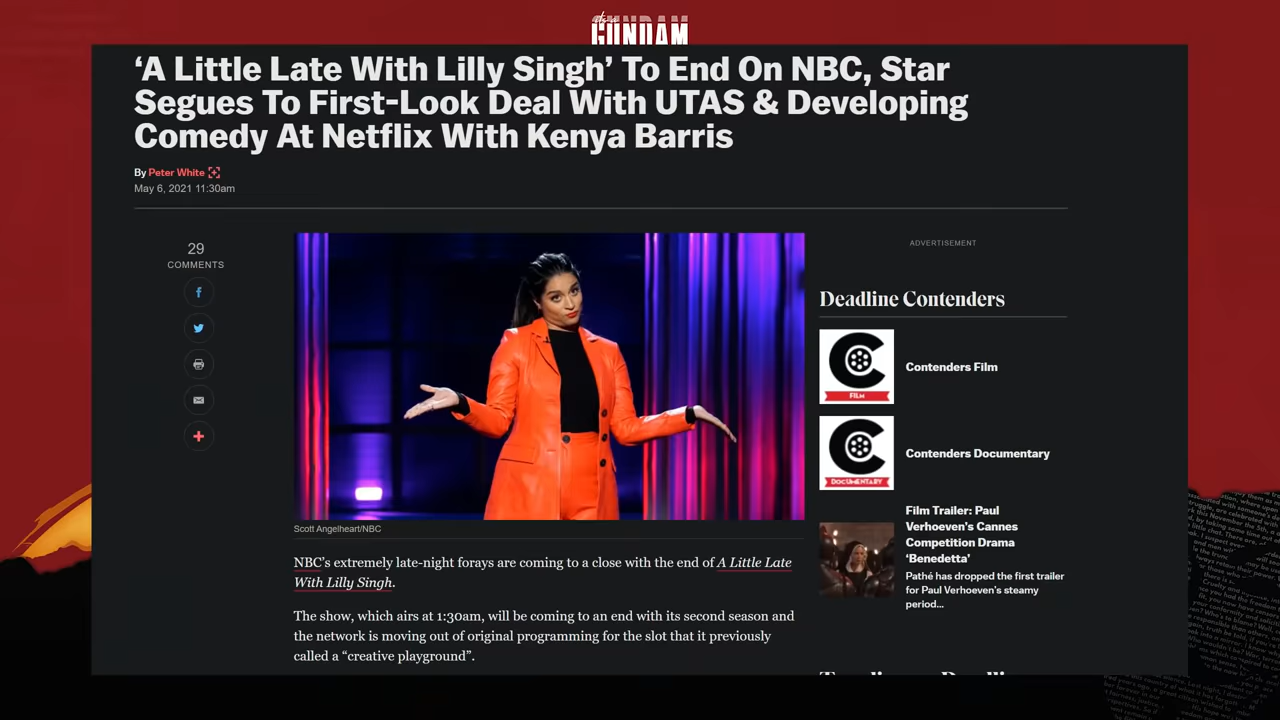 GUNDAM
‘A Little Late With Lilly Singh’ To End On NBC, Star
Segues To First-Look Deal With UTAS & Developing
Comedy At Netflix With Kenya Barris
By Peter White
May 6, 2021 11:30am
29
COMMENTS
ADVERTISEMENT
Deadline Contenders
FILM
Contenders Film
DOCUMENTARY
Contenders Documentary
Film Trailer: Paul
Verhoeven’s Cannes
Competition Drama
‘Benedetta’
Pathé has dropped the first trailer
for Paul Verhoeven’s steamy
period...
Scott Angelheart/NBC
NBC’s extremely late-night forays are coming to a close with the end of A Little Late
With Lilly Singh.
The show, which airs at 1:30am, will be coming to an end with its second season and
the network is moving out of original programming for the slot that it previously
called a “creative playground”.